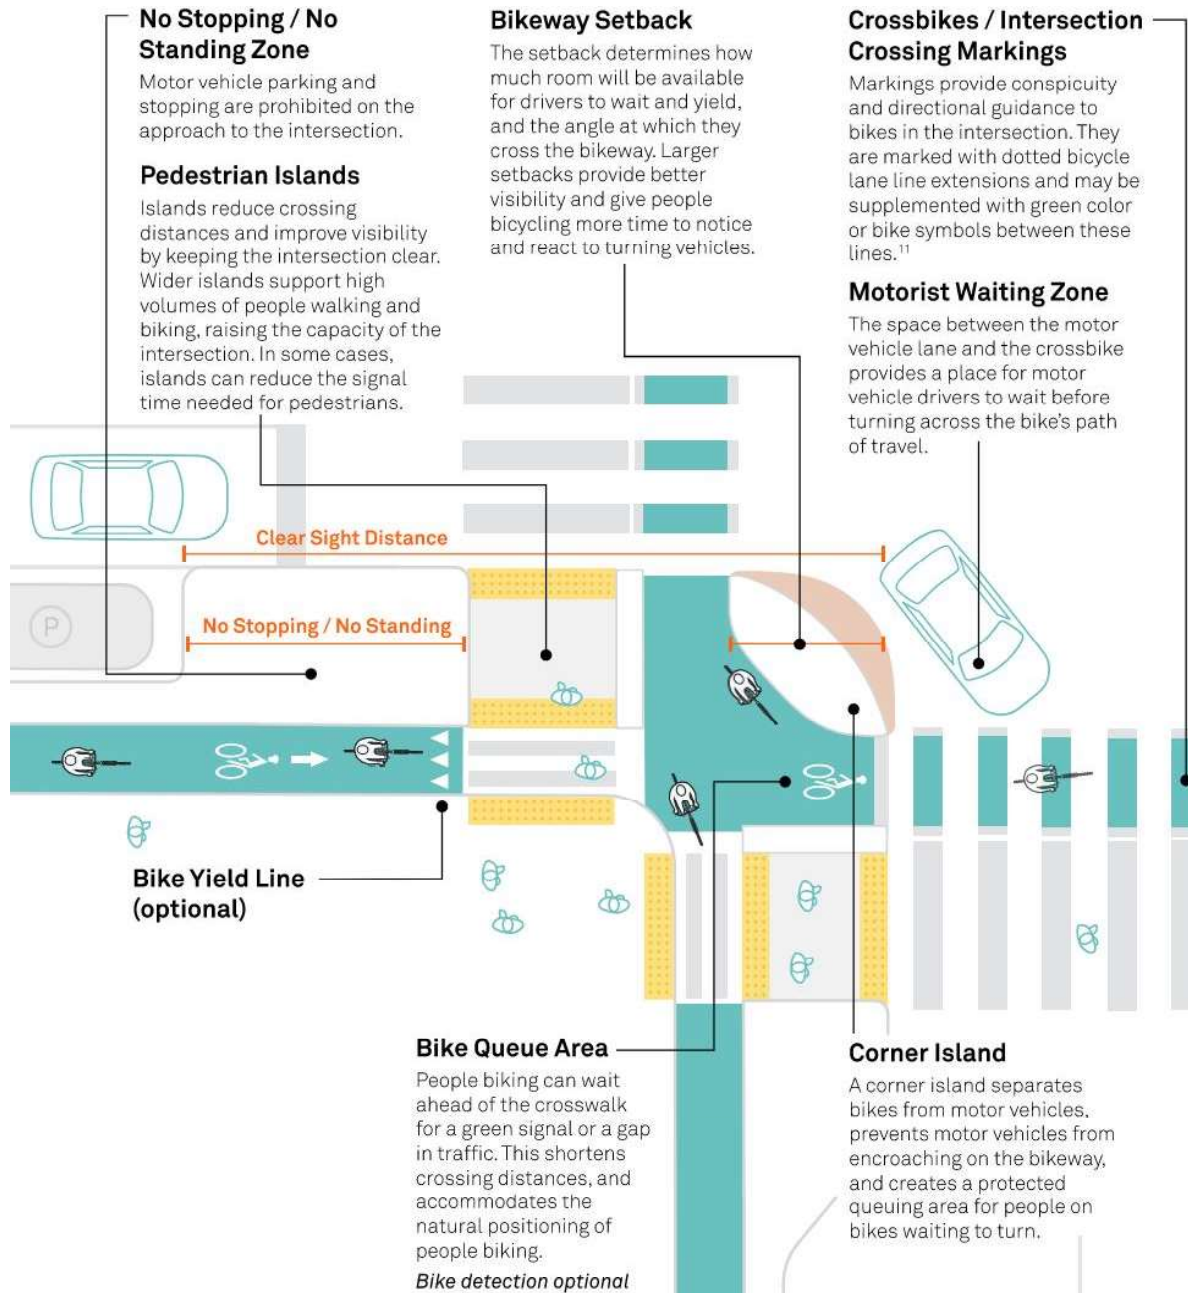 No Stopping / No
Standing Zone
Motor vehicle parking and
stopping are prohibited on the
approach to the intersection.
Pedestrian Islands
Islands reduce crossing
distances and improve visibility
by keeping the intersection clear.
Wider islands support high
volumes of people walking and
biking, raising the capacity of the
intersection. In some cases,
islands can reduce the signal
time needed for pedestrians.
Bikeway Setback
The setback determines how
much room will be available
for drivers to wait and yield,
and the angle at which they
cross the bikeway. Larger
setbacks provide better
visibility and give people
bicycling more time to notice
and react to turning vehicles.
Crossbikes / Intersection
Crossing Markings
Markings provide conspicuity
and directional guidance to
bikes in the intersection. They
are marked with dotted bicycle
lane line extensions and may be
supplemented with green color
or bike symbols between these
lines.¹¹
Motorist Waiting Zone
The space between the motor
vehicle lane and the crossbike
provides a place for motor
vehicle drivers to wait before
turning across the bike's path
of travel.
Clear Sight Distance
P
No Stopping / No Standing
Bike Yield Line
(optional)
Bike Queue Area
People biking can wait
ahead of the crosswalk
for a green signal or a gap
in traffic. This shortens
crossing distances, and
accommodates the
natural positioning of
people biking.
Bike detection optional
Corner Island
A corner island separates
bikes from motor vehicles,
prevents motor vehicles from
encroaching on the bikeway,
and creates a protected
queuing area for people on
bikes waiting to turn.